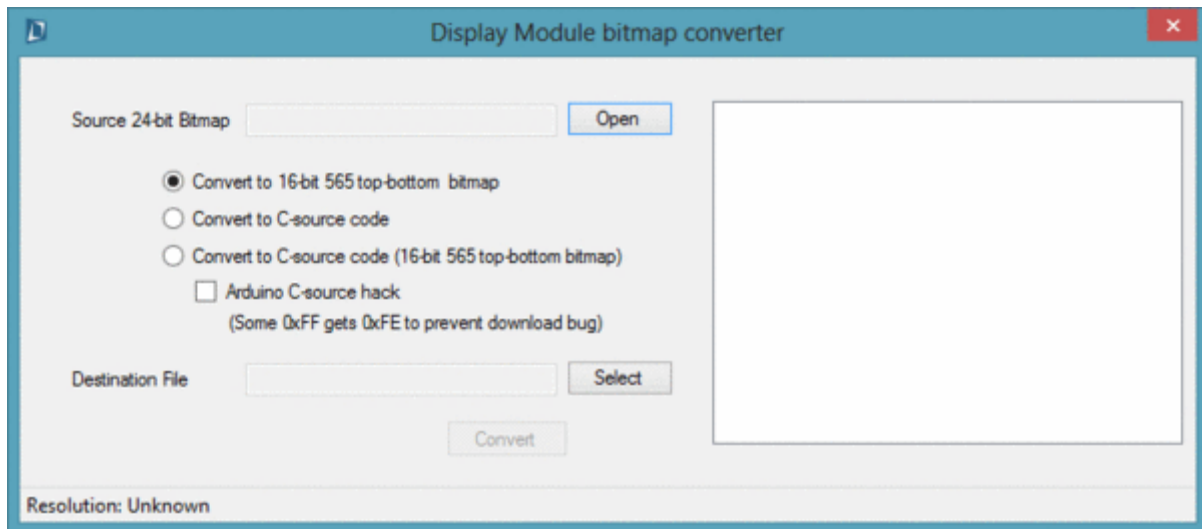 Display Module bitmap converter
Source 24-bit Bitmap
Open
Convert to 16-bit 565 top-bottom bitmap
Convert to C-source code
Convert to C-source code (16-bit 565 top-bottom bitmap)
Arduino C-source hack
(Some 0xFF gets 0xFE to prevent download bug)
Destination File
Select
Convert
Resolution: Unknown